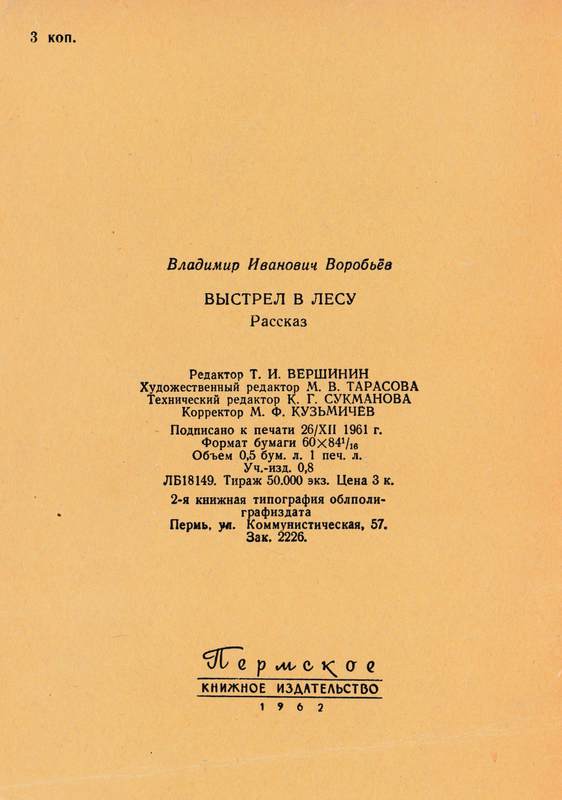 3 коп.
Владимир Иванович Воробьёв
ВЫСТРЕЛ В ЛЕСУ
Рассказ
Редактор Т. И. ВЕРШИНИН
Художественный редактор М. В. ТАРАСОВА
Технический редактор К. Г. СУКМАНОВА
Корректор М. Ф. КУЗЬМИЧЕВ
Подписано к печати 26/XII 1961 г.
Формат бумаги 60×84¹/₁₆
Объем 0,5 бум. л. 1 печ. л.
Уч.-изд. 0,8
ЛБ18149. Тираж 50.000 экз. Цена 3 к.
2-я книжная типография облполи-
графиздата
Пермь, ул. Коммунистическая, 57.
Зак. 2226.
Пермское
КНИЖНОЕ ИЗДАТЕЛЬСТВО
1962